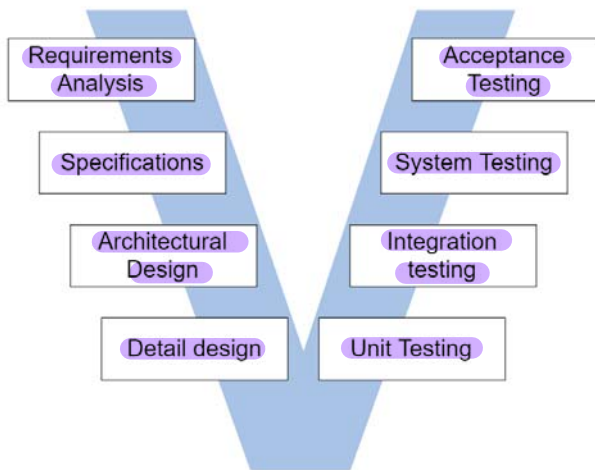 Requirements
Analysis
Acceptance
Testing
Specifications
System Testing
Architectural
Design
Integration
testing
Detail design
Unit Testing